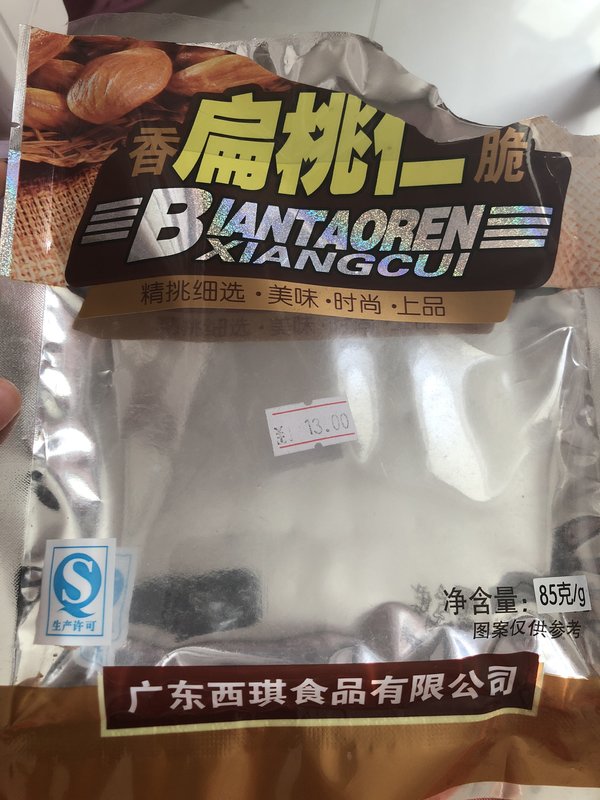 香扁桃仁脆
BIANTAOREN
XIANGCUI
精挑细选·美味·时尚·上品
13.00
S
生产许可
净含量：85克/g
图案仅供参考
广东西琪食品有限公司